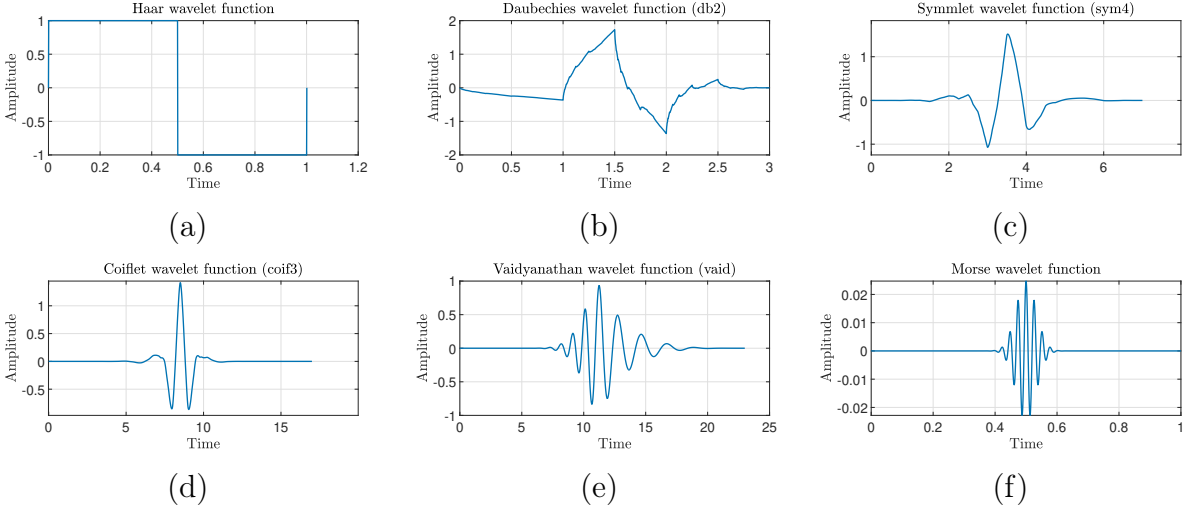 Haar wavelet function
1
0.5
0
-0.5
-1
Amplitude
0 0.2 0.4 0.6 0.8 1 1.2
Time
(a)
Daubechies wavelet function (db2)
2
1
0
-1
-2
Amplitude
0 0.5 1 1.5 2 2.5 3
Time
(b)
Symmlet wavelet function (sym4)
1
0
-1
Amplitude
0 2 4 6
Time
(c)
Coiflet wavelet function (coif3)
1
0.5
0
-0.5
Amplitude
0 5 10 15
Time
(d)
Vaidyanathan wavelet function (vaid)
1
0.5
0
-0.5
-1
Amplitude
0 5 10 15 20 25
Time
(e)
Morse wavelet function
0.02
0.01
0
-0.01
-0.02
Amplitude
0 0.2 0.4 0.6 0.8 1
Time
(f)